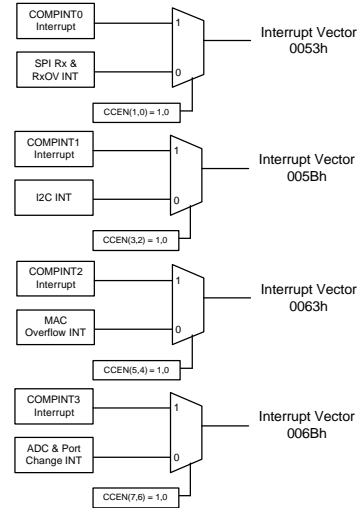 COMPINT0
Interrupt
1
Interrupt Vector
0053h
SPI Rx &
RxOV INT
0
CCEN(1,0) = 1,0
COMPINT1
Interrupt
1
Interrupt Vector
005Bh
I2C INT
0
CCEN(3,2) = 1,0
COMPINT2
Interrupt
1
Interrupt Vector
0063h
MAC
Overflow INT
0
CCEN(5,4) = 1,0
COMPINT3
Interrupt
1
Interrupt Vector
006Bh
ADC & Port
Change INT
0
CCEN(7,6) = 1,0